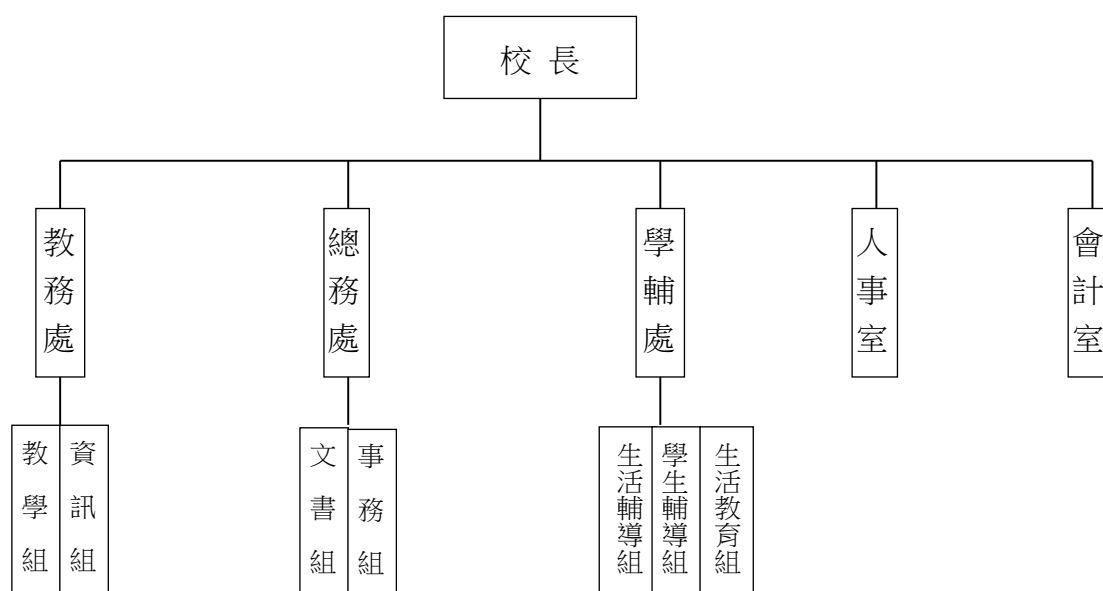 校 長
教務處
總務處
學輔處
人事室
會計室
教學組
資訊組
文書組
事務組
生活輔導組
學生輔導組
生活教育組